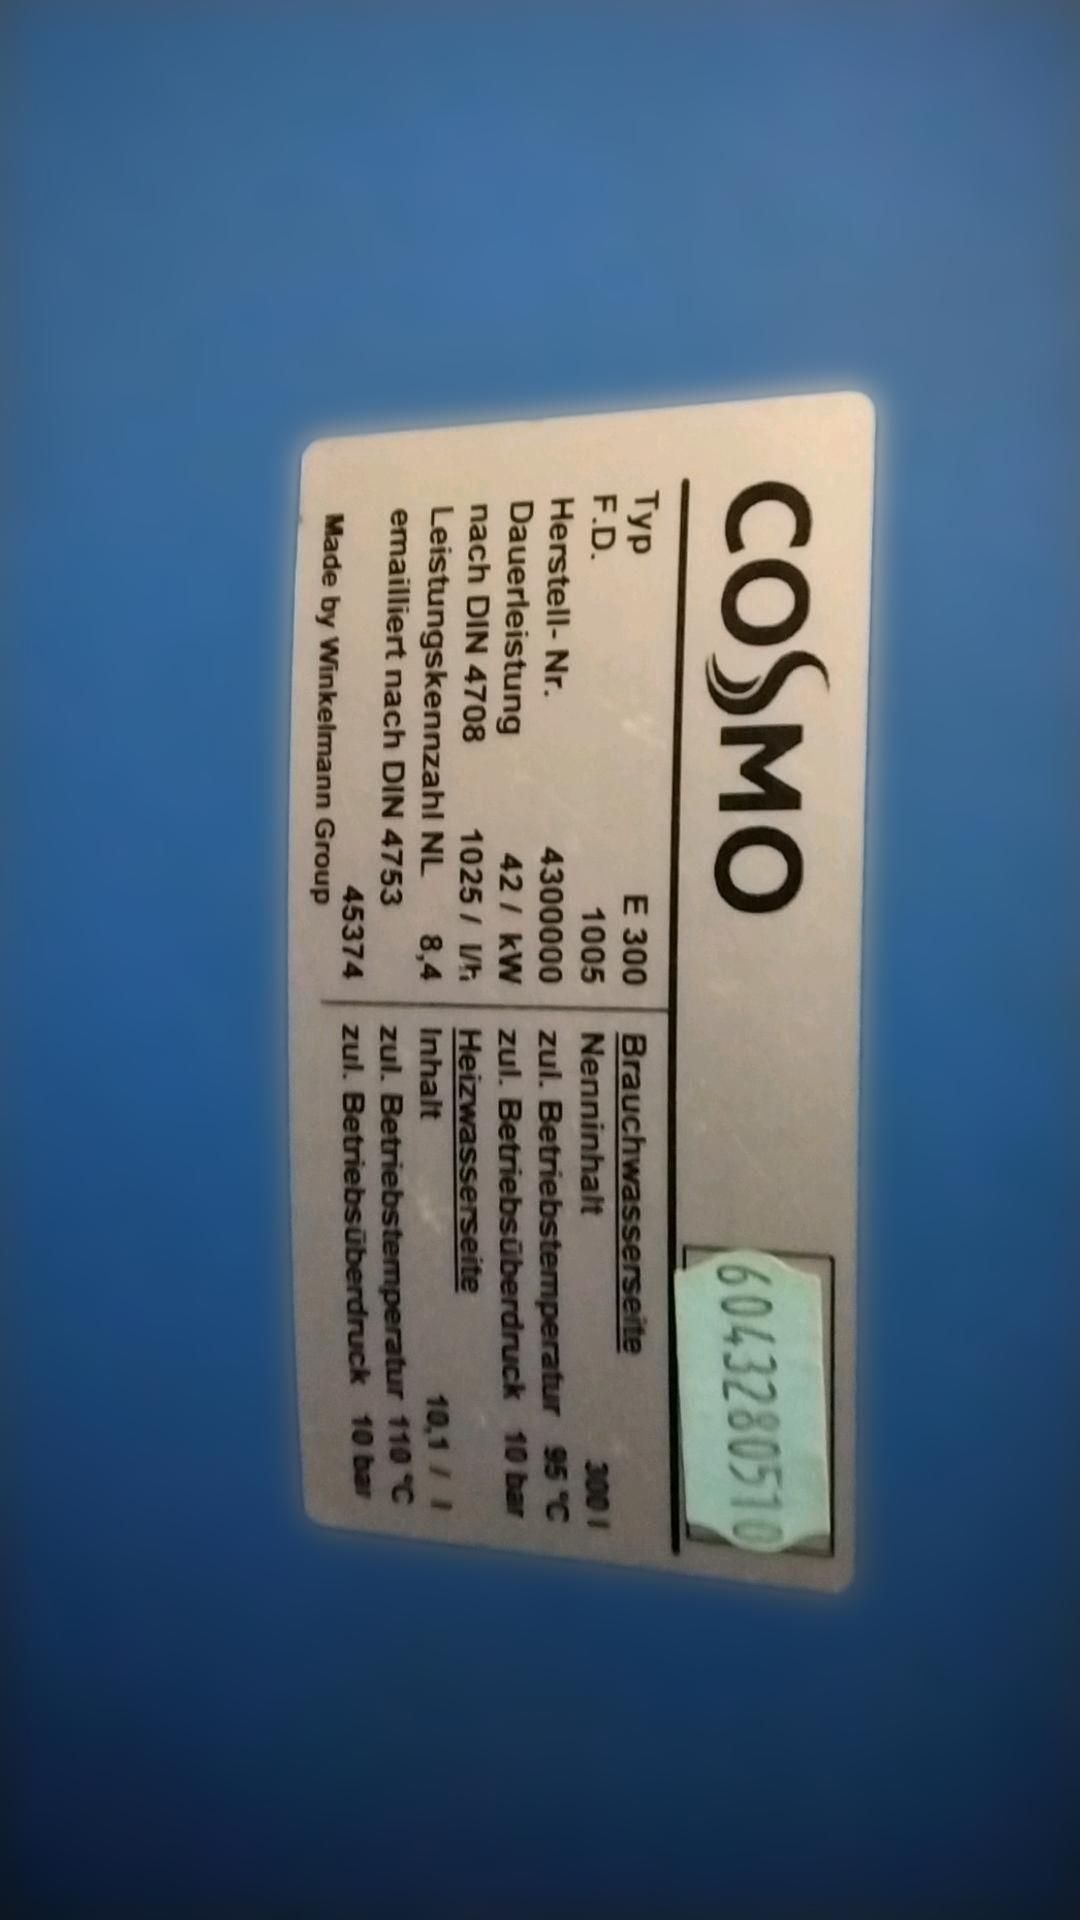 COSMO
6043280510
Typ E 300
F.D. 1005
Herstell- Nr. 4300000
Dauerleistung 42 / kW
nach DIN 4708 1025 / l/h
Leistungskennzahl NL 8,4
emailliert nach DIN 4753
45374
Made by Winkelmann Group
Brauchwasserseite
Nenninhalt 300 l
zul. Betriebstemperatur 95 °C
zul. Betriebsüberdruck 10 bar
Heizwasserseite
Inhalt 10,1 / l
zul. Betriebstemperatur 110 °C
zul. Betriebsüberdruck 10 bar